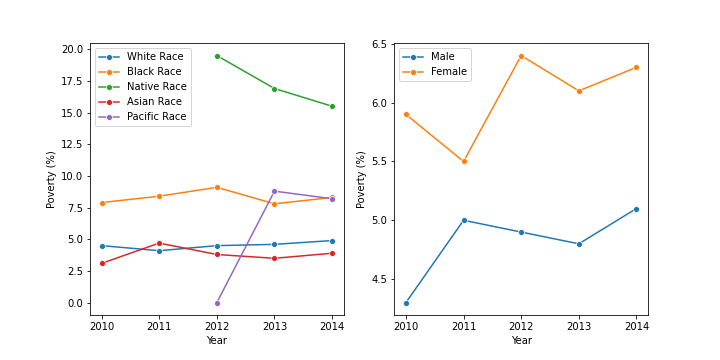 White Race
Black Race
Native Race
Asian Race
Pacific Race
20.0
17.5
15.0
12.5
10.0
7.5
5.0
2.5
0.0
Poverty (%)
2010 2011 2012 2013 2014
Year
Male
Female
6.5
6.0
5.5
5.0
4.5
Poverty (%)
2010 2011 2012 2013 2014
Year